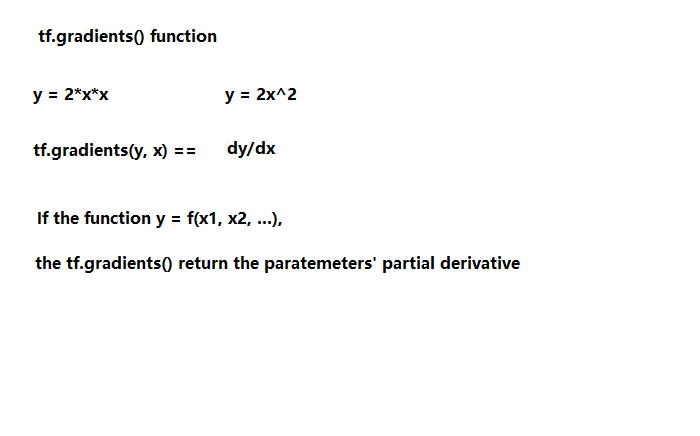 tf.gradients() function
y = 2*x*x y = 2x^2
tf.gradients(y, x) == dy/dx
If the function y = f(x1, x2, ...),
the tf.gradients() return the paratemeters' partial derivative